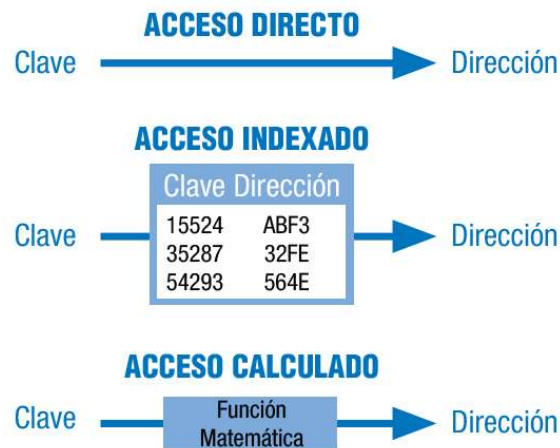 ACCESO DIRECTO
Clave Dirección
ACCESO INDEXADO
Clave Dirección
15524 ABF3
Clave 35287 32FE Dirección
54293 564E
ACCESO CALCULADO
Clave Función Dirección
Matemática